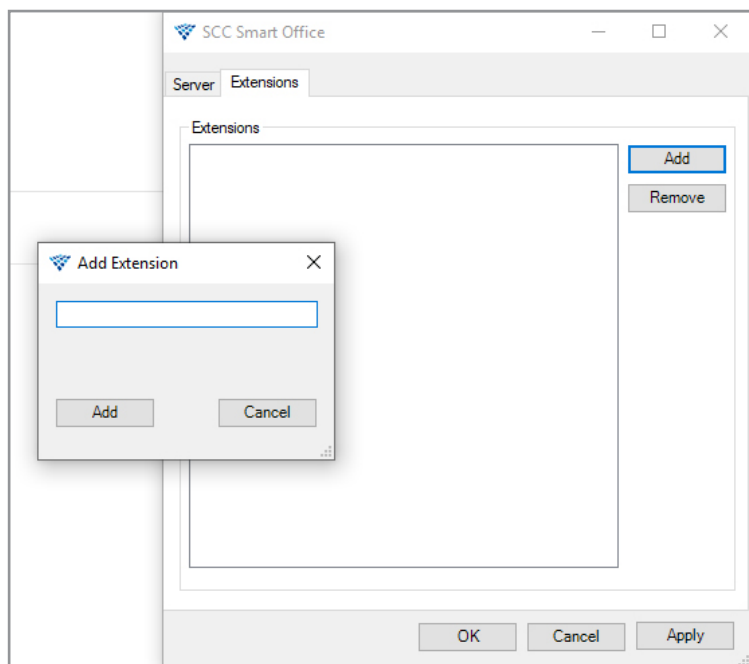 SCC Smart Office
Server Extensions
Extensions
Add
Remove
Add Extension
Add Cancel
OK Cancel Apply